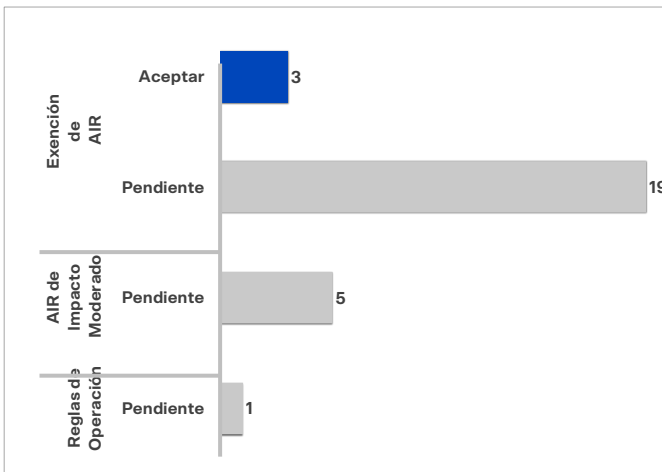 Exención
de
AIR
Aceptar
3
Pendiente
19
AIR de
Impacto
Moderado
Pendiente
5
Reglas de
Operación
Pendiente
1